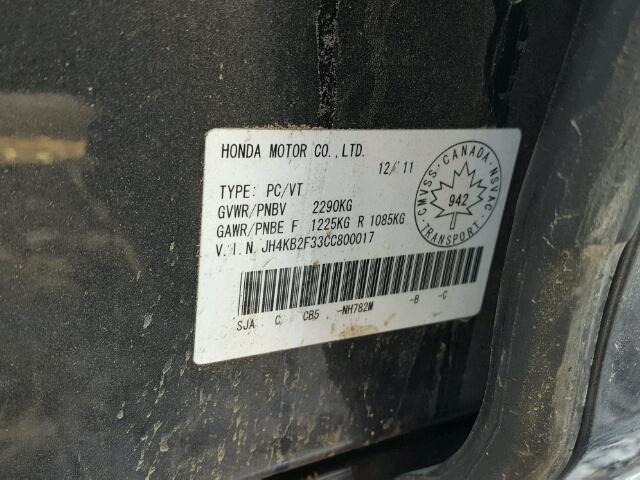 HONDA MOTOR CO.,LTD.
12/'11
TYPE: PC/VT
GVWR/PNBV 2290KG
GAWR/PNBE F 1225KG R 1085KG
V.I.N. JH4KB2F33CC800017
SJA C CB5 -NH782M -B -C
CMVSS. CANADA NSVAC
942
TRANSPORT